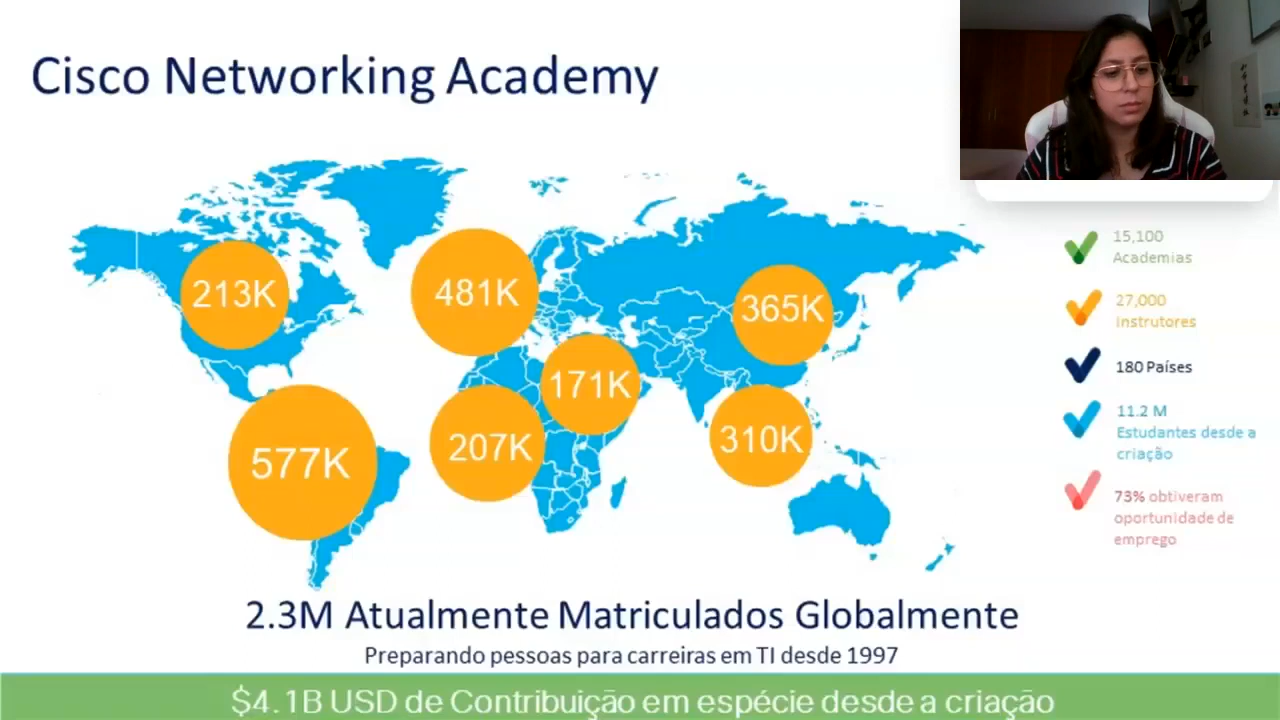 Cisco Networking Academy
213K
481K
365K
171K
577K
207K
310K
15,100
Academias
27,000
Instrutores
180 Países
11.2 M
Estudantes desde a
criação
73% obtiveram
oportunidade de
emprego
2.3M Atualmente Matriculados Globalmente
Preparando pessoas para carreiras em TI desde 1997
$4.1B USD de Contribuição em espécie desde a criação